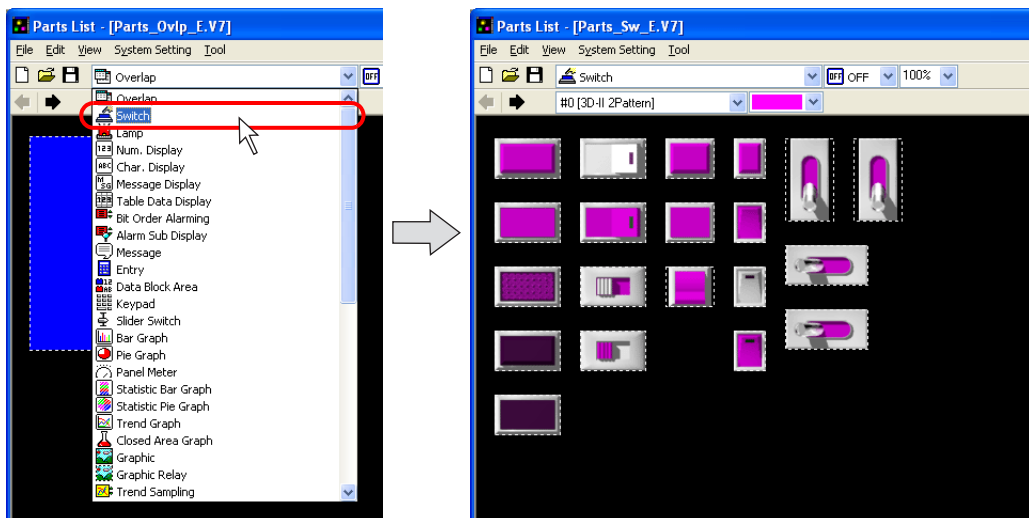 Parts List - [Parts_Ovlp_E.V7]
File Edit View System Setting Tool
Overlap OFF
Overlap
Switch
Lamp
Num. Display
Char. Display
Message Display
Table Data Display
Bit Order Alarming
Alarm Sub Display
Message
Entry
Data Block Area
Keypad
Slider Switch
Bar Graph
Pie Graph
Panel Meter
Statistic Bar Graph
Statistic Pie Graph
Trend Graph
Closed Area Graph
Graphic
Graphic Relay
Trend Sampling
Parts List - [Parts_Sw_E.V7]
File Edit View System Setting Tool
Switch OFF OFF 100%
#0 [3D-II 2Pattern]